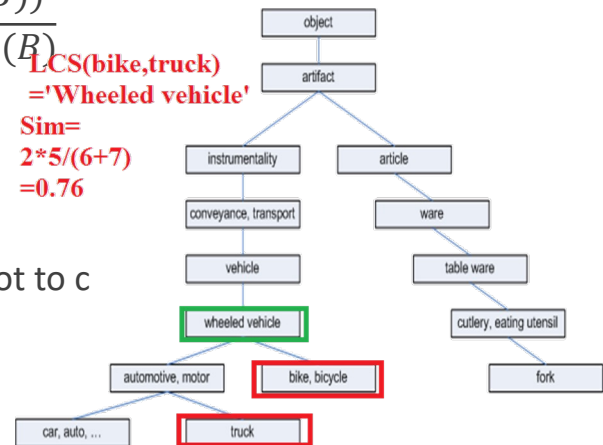 (B)
LCS(bike,truck)
='Wheeled vehicle'
Sim=
2*5/(6+7)
=0.76
ot to c
object
artifact
instrumentality
article
conveyance, transport
ware
vehicle
table ware
wheeled vehicle
cutlery, eating utensil
automotive, motor
bike, bicycle
fork
car, auto, ...
truck